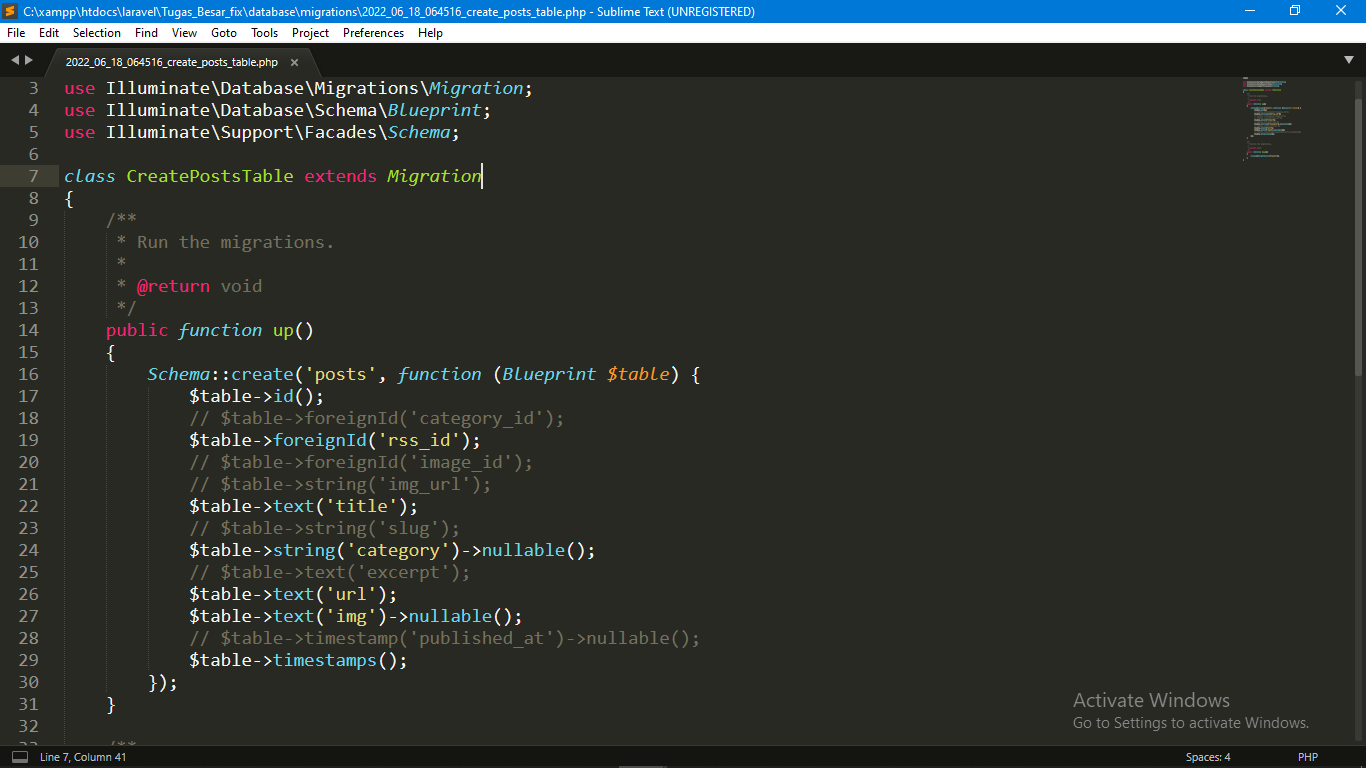 C:\xampp\htdocs\laravel\Tugas_Besar_fix\database\migrations\2022_06_18_064516_create_posts_table.php - Sublime Text (UNREGISTERED)
File Edit Selection Find View Goto Tools Project Preferences Help
2022_06_18_064516_create_posts_table.php ×
3 use Illuminate\Database\Migrations\Migration;
4 use Illuminate\Database\Schema\Blueprint;
5 use Illuminate\Support\Facades\Schema;
6
7 class CreatePostsTable extends Migration
8 {
9     /**
10      * Run the migrations.
11      *
12      * @return void
13      */
14     public function up()
15     {
16         Schema::create('posts', function (Blueprint $table) {
17             $table->id();
18             // $table->foreignId('category_id');
19             $table->foreignId('rss_id');
20             // $table->foreignId('image_id');
21             // $table->string('img_url');
22             $table->text('title');
23             // $table->string('slug');
24             $table->string('category')->nullable();
25             // $table->text('excerpt');
26             $table->text('url');
27             $table->text('img')->nullable();
28             // $table->timestamp('published_at')->nullable();
29             $table->timestamps();
30         });
31     }
32
33     /**
Activate Windows
Go to Settings to activate Windows.
Line 7, Column 41 Spaces: 4 PHP